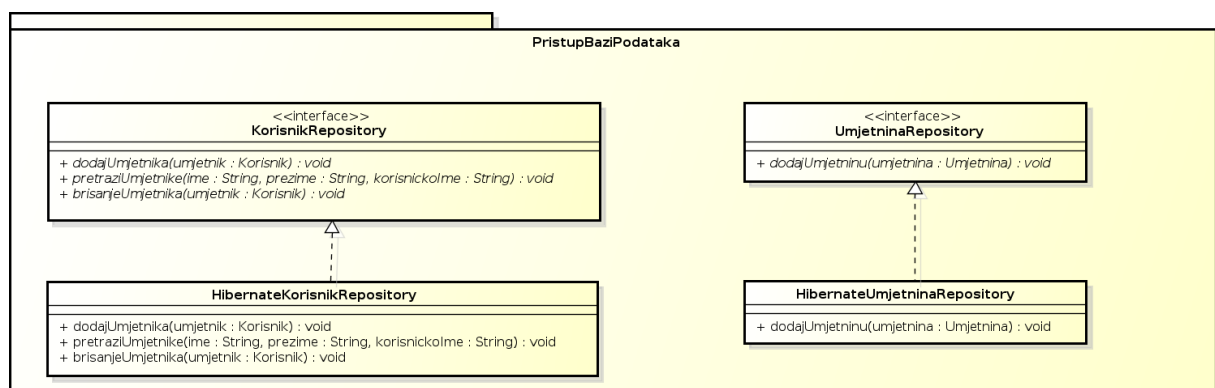 PristupBaziPodataka
<<interface>>
KorisnikRepository
+ dodajUmjetnika(umjetnik : Korisnik) : void
+ pretraziUmjetnike(ime : String, prezime : String, korisnickoIme : String) : void
+ brisanjeUmjetnika(umjetnik : Korisnik) : void
<<interface>>
UmjetninaRepository
+ dodajUmjetninu(umjetnina : Umjetnina) : void
HibernateKorisnikRepository
+ dodajUmjetnika(umjetnik : Korisnik) : void
+ pretraziUmjetnike(ime : String, prezime : String, korisnickoIme : String) : void
+ brisanjeUmjetnika(umjetnik : Korisnik) : void
HibernateUmjetninaRepository
+ dodajUmjetninu(umjetnina : Umjetnina) : void